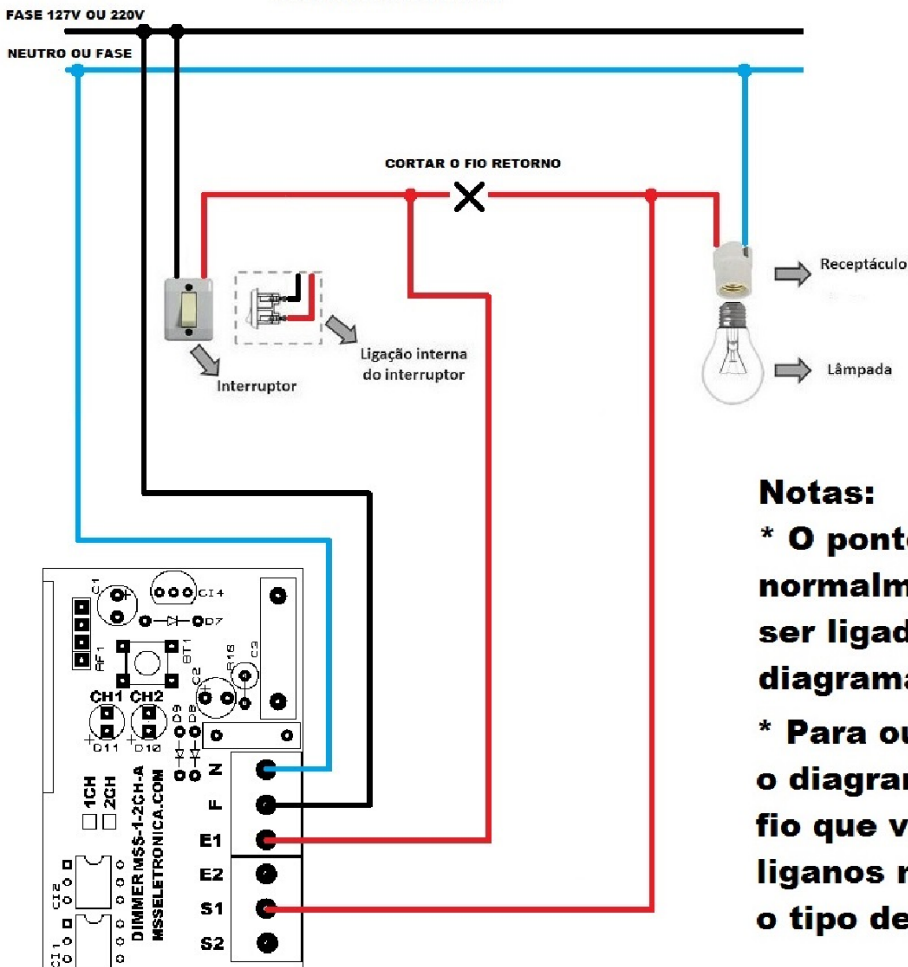 FASE 127V OU 220V
NEUTRO OU FASE
CORTAR O FIO RETORNO
Receptáculo
Ligação interna
do interruptor
Interruptor
Lâmpada
Notas:
* O ponto
normalm
ser ligad
diagrama
* Para ou
o diagran
fio que v
liganos n
o tipo de
C1
CI4
D7
RF1
BT1
R16
C3
C2
CH1 CH2
D11 D10
D9
D8
1CH
2CH
DIMMER MSS-1-2CH-A
MSSELETRONICA.COM
CI2
CI1
N
F
E1
E2
S1
S2